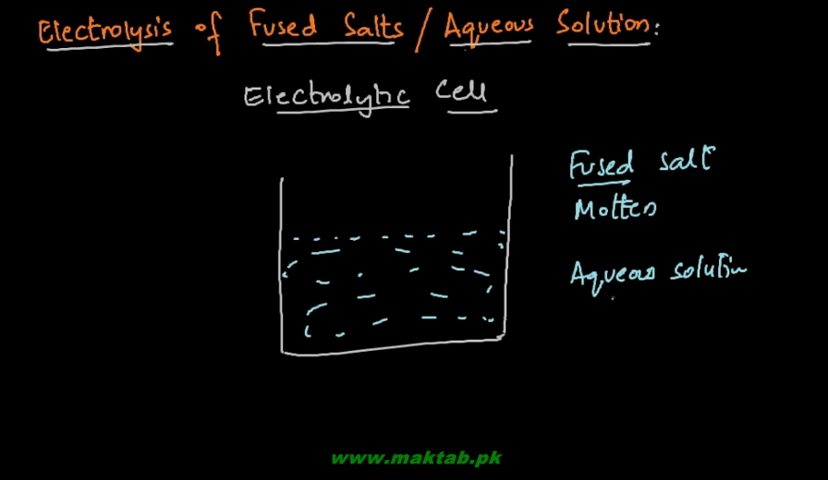 Electrolysis of Fused Salts / Aqueous Solution:
Electrolytic Cell
Fused salt
Molten
Aqueous solution
www.maktab.pk